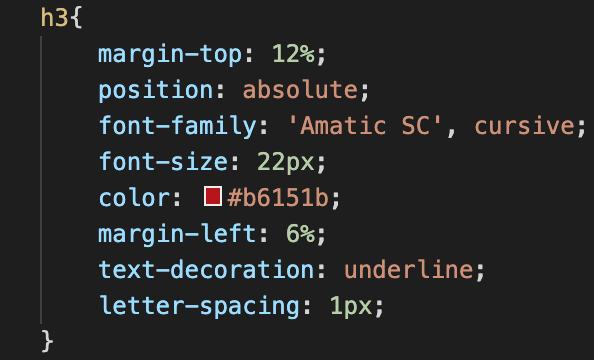 h3{
margin-top: 12%;
position: absolute;
font-family: 'Amatic SC', cursive;
font-size: 22px;
color: #b6151b;
margin-left: 6%;
text-decoration: underline;
letter-spacing: 1px;
}